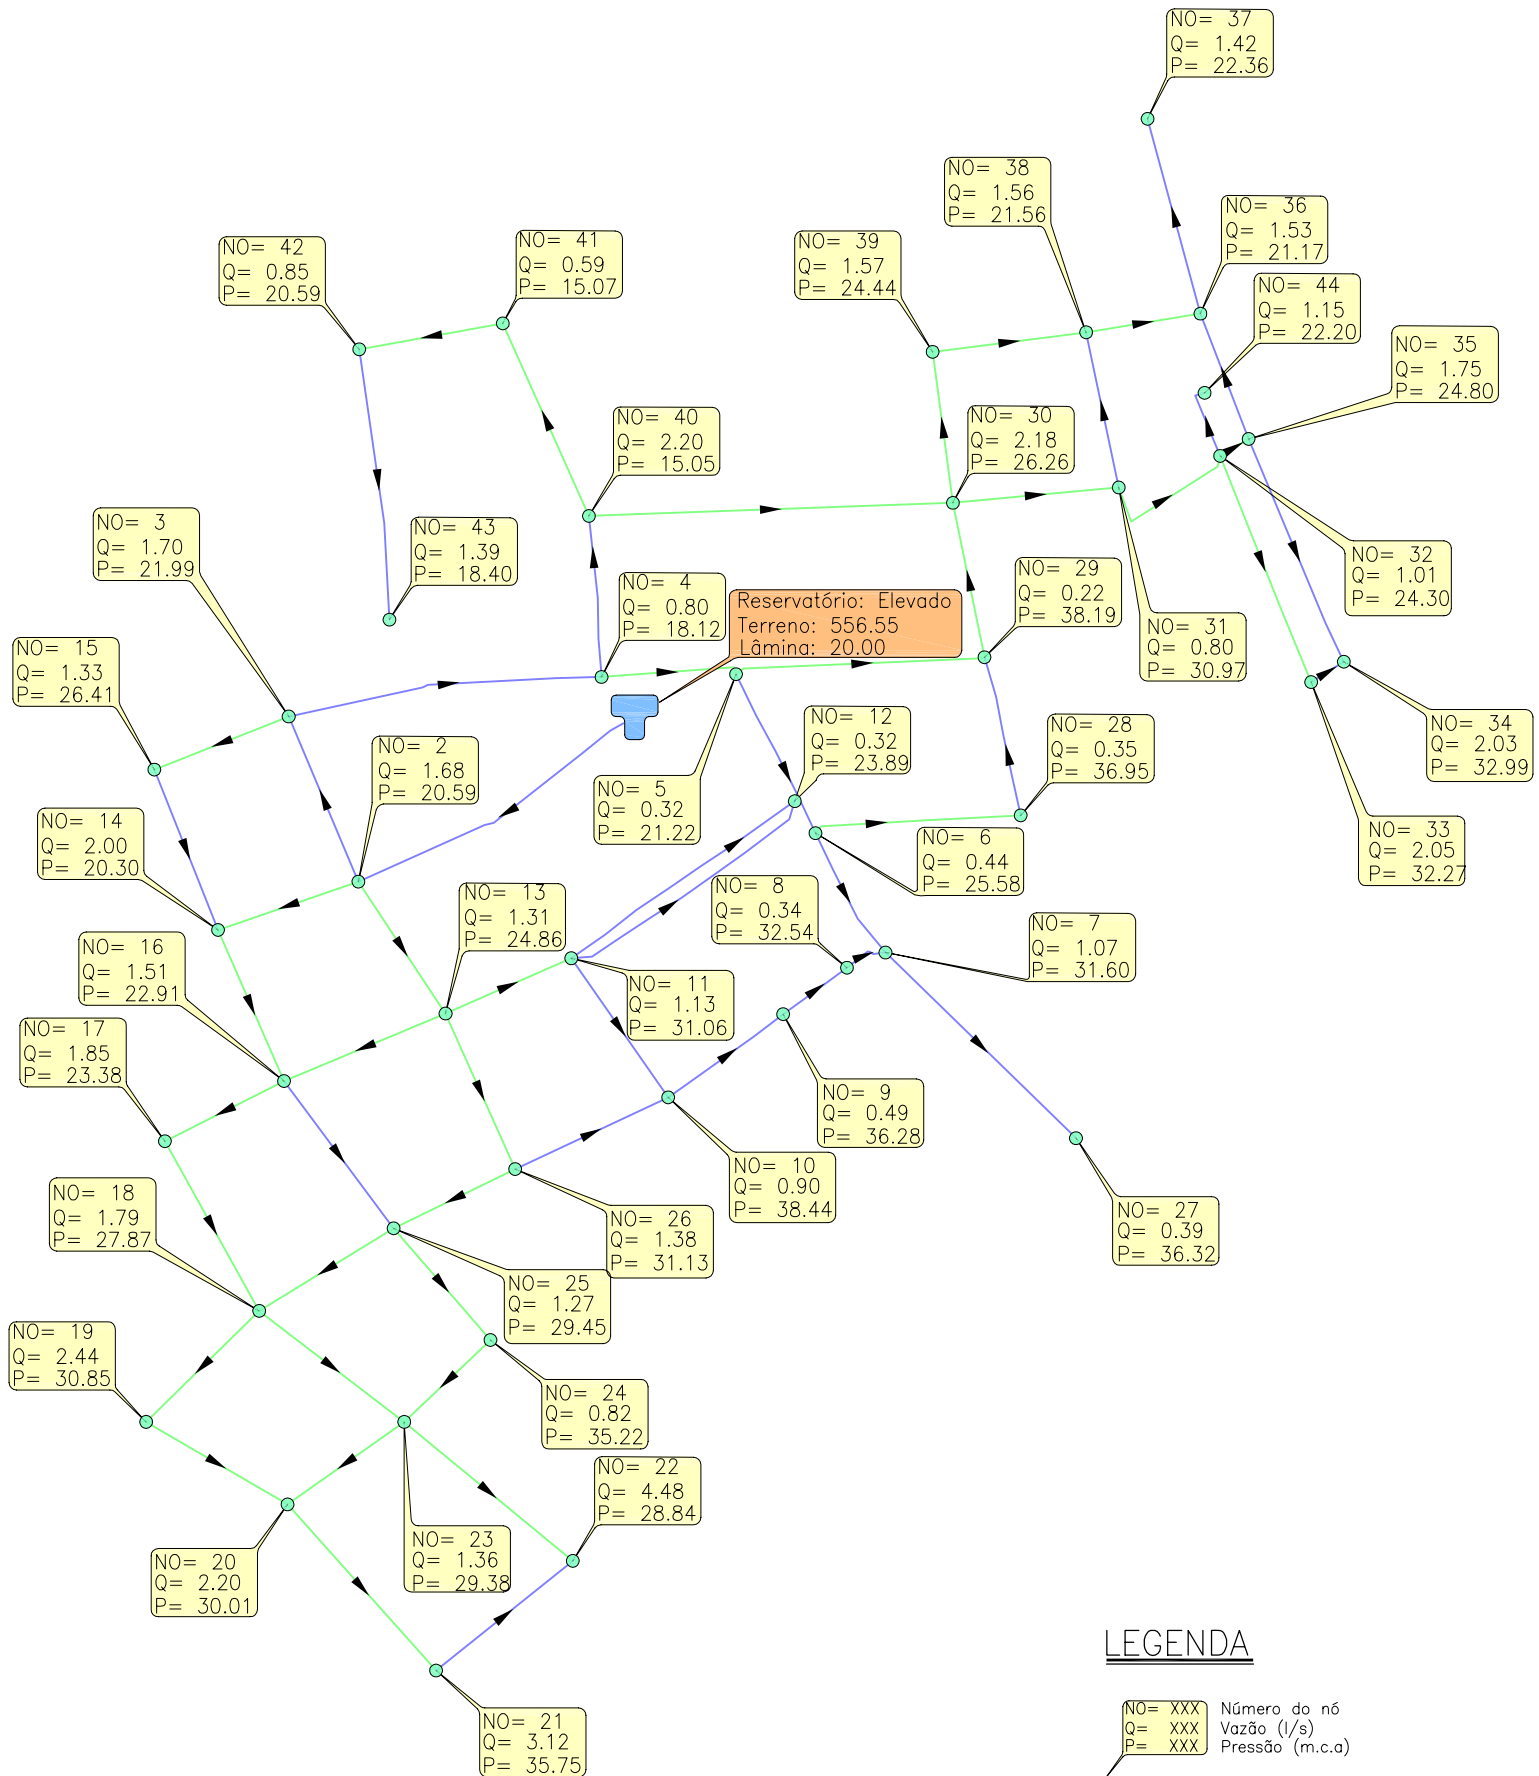 NO= 37
Q= 1.42
P= 22.36
NO= 38
Q= 1.56
P= 21.56
NO= 36
Q= 1.53
P= 21.17
NO= 42
Q= 0.85
P= 20.59
NO= 41
Q= 0.59
P= 15.07
NO= 39
Q= 1.57
P= 24.44
NO= 44
Q= 1.15
P= 22.20
NO= 35
Q= 1.75
P= 24.80
NO= 40
Q= 2.20
P= 15.05
NO= 30
Q= 2.18
P= 26.26
NO= 3
Q= 1.70
P= 21.99
NO= 43
Q= 1.39
P= 18.40
NO= 32
Q= 1.01
P= 24.30
NO= 4
Q= 0.80
P= 18.12
NO= 29
Q= 0.22
P= 38.19
Reservatório: Elevado
Terreno: 556.55
Lâmina: 20.00
NO= 31
Q= 0.80
P= 30.97
NO= 15
Q= 1.33
P= 26.41
NO= 2
Q= 1.68
P= 20.59
NO= 12
Q= 0.32
P= 23.89
NO= 28
Q= 0.35
P= 36.95
NO= 34
Q= 2.03
P= 32.99
NO= 5
Q= 0.32
P= 21.22
NO= 14
Q= 2.00
P= 20.30
NO= 6
Q= 0.44
P= 25.58
NO= 33
Q= 2.05
P= 32.27
NO= 13
Q= 1.31
P= 24.86
NO= 8
Q= 0.34
P= 32.54
NO= 7
Q= 1.07
P= 31.60
NO= 16
Q= 1.51
P= 22.91
NO= 11
Q= 1.13
P= 31.06
NO= 17
Q= 1.85
P= 23.38
NO= 9
Q= 0.49
P= 36.28
NO= 10
Q= 0.90
P= 38.44
NO= 18
Q= 1.79
P= 27.87
NO= 27
Q= 0.39
P= 36.32
NO= 26
Q= 1.38
P= 31.13
NO= 25
Q= 1.27
P= 29.45
NO= 19
Q= 2.44
P= 30.85
NO= 24
Q= 0.82
P= 35.22
NO= 22
Q= 4.48
P= 28.84
NO= 23
Q= 1.36
P= 29.38
NO= 20
Q= 2.20
P= 30.01
NO= 21
Q= 3.12
P= 35.75
LEGENDA
NO= XXX Número do nó
Q= XXX Vazão (l/s)
P= XXX Pressão (m.c.a)